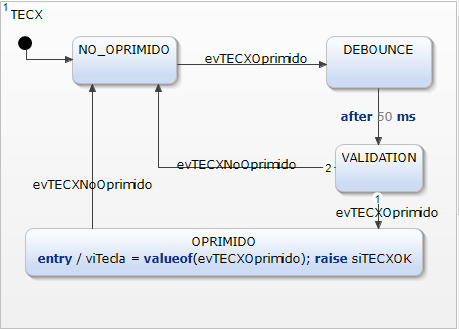 1
TECX
NO_OPRIMIDO
evTECXOprimido
DEBOUNCE
after 50 ms
evTECXNoOprimido
2
VALIDATION
evTECXNoOprimido
1
evTECXOprimido
OPRIMIDO
entry / viTecla = valueof(evTECXOprimido); raise siTECXOK